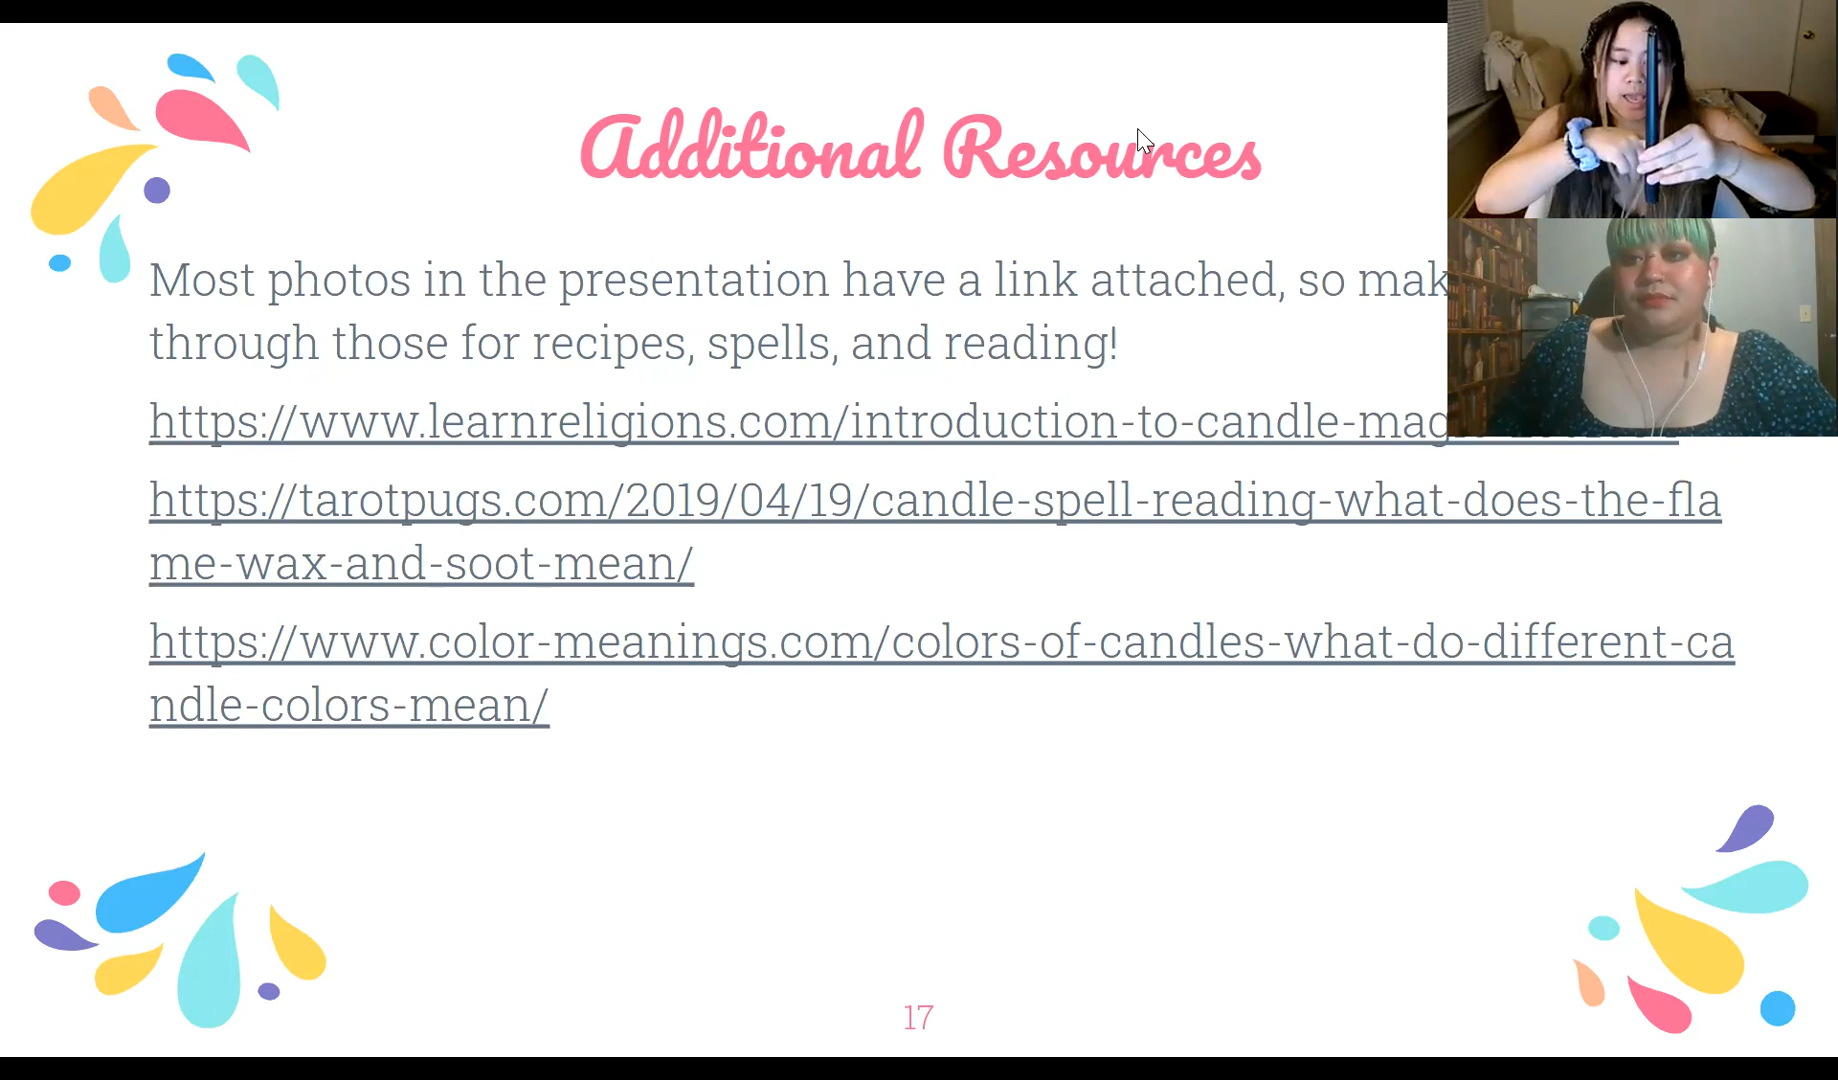 Additional Resources
Most photos in the presentation have a link attached, so
through those for recipes, spells, and reading!
https://www.learnreligions.com/introduction-to-candle-mag
https://tarotpugs.com/2019/04/19/candle-spell-reading-what-does-the-fla
me-wax-and-soot-mean/
https://www.color-meanings.com/colors-of-candles-what-do-different-ca
ndle-colors-mean/
17